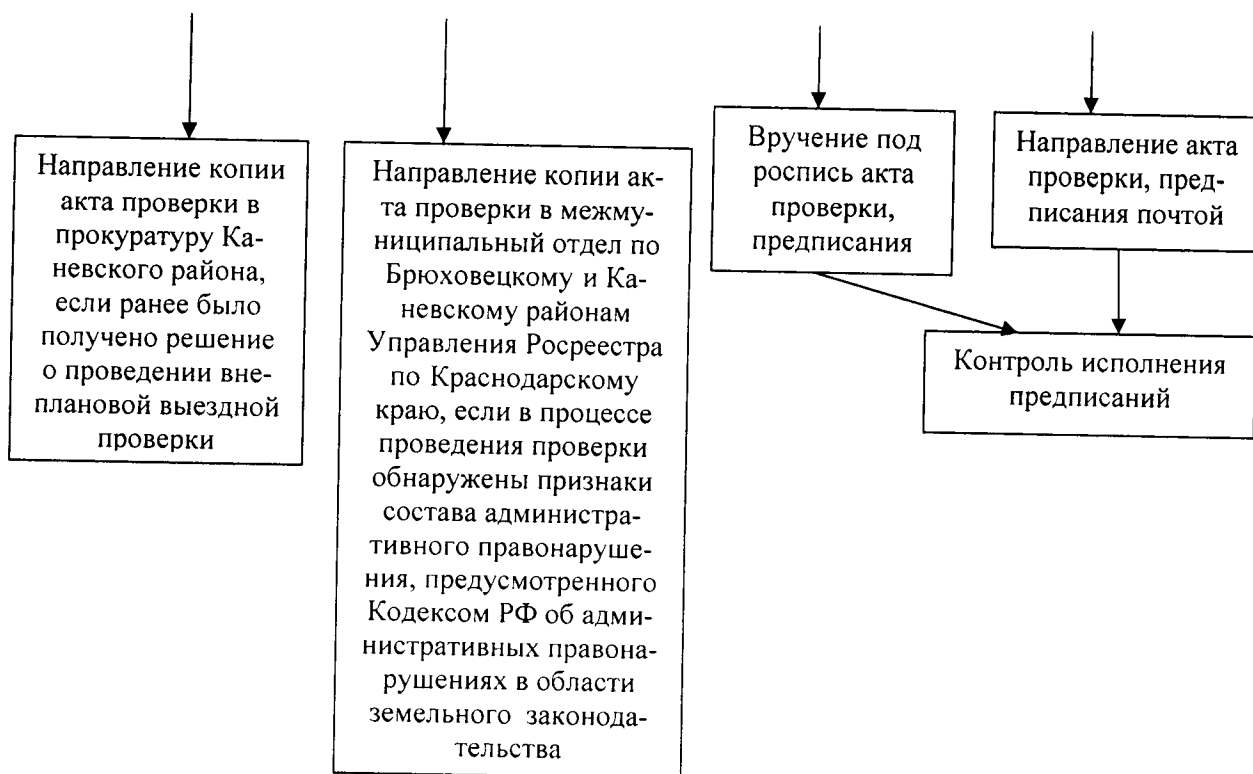 Направление копии
акта проверки в
прокуратуру Ка-
невского района,
если ранее было
получено решение
о проведении вне-
плановой выездной
проверки
Направление копии ак-
та проверки в межму-
ниципальный отдел по
Брюховецкому и Ка-
невскому районам
Управления Росреестра
по Краснодарскому
краю, если в процессе
проведения проверки
обнаружены признаки
состава администра-
тивного правонаруше-
ния, предусмотренного
Кодексом РФ об адми-
нистративных правона-
рушениях в области
земельного законода-
тельства
Вручение под
роспись акта
проверки,
предписания
Направление акта
проверки, пред-
писания почтой
Контроль исполнения
предписаний